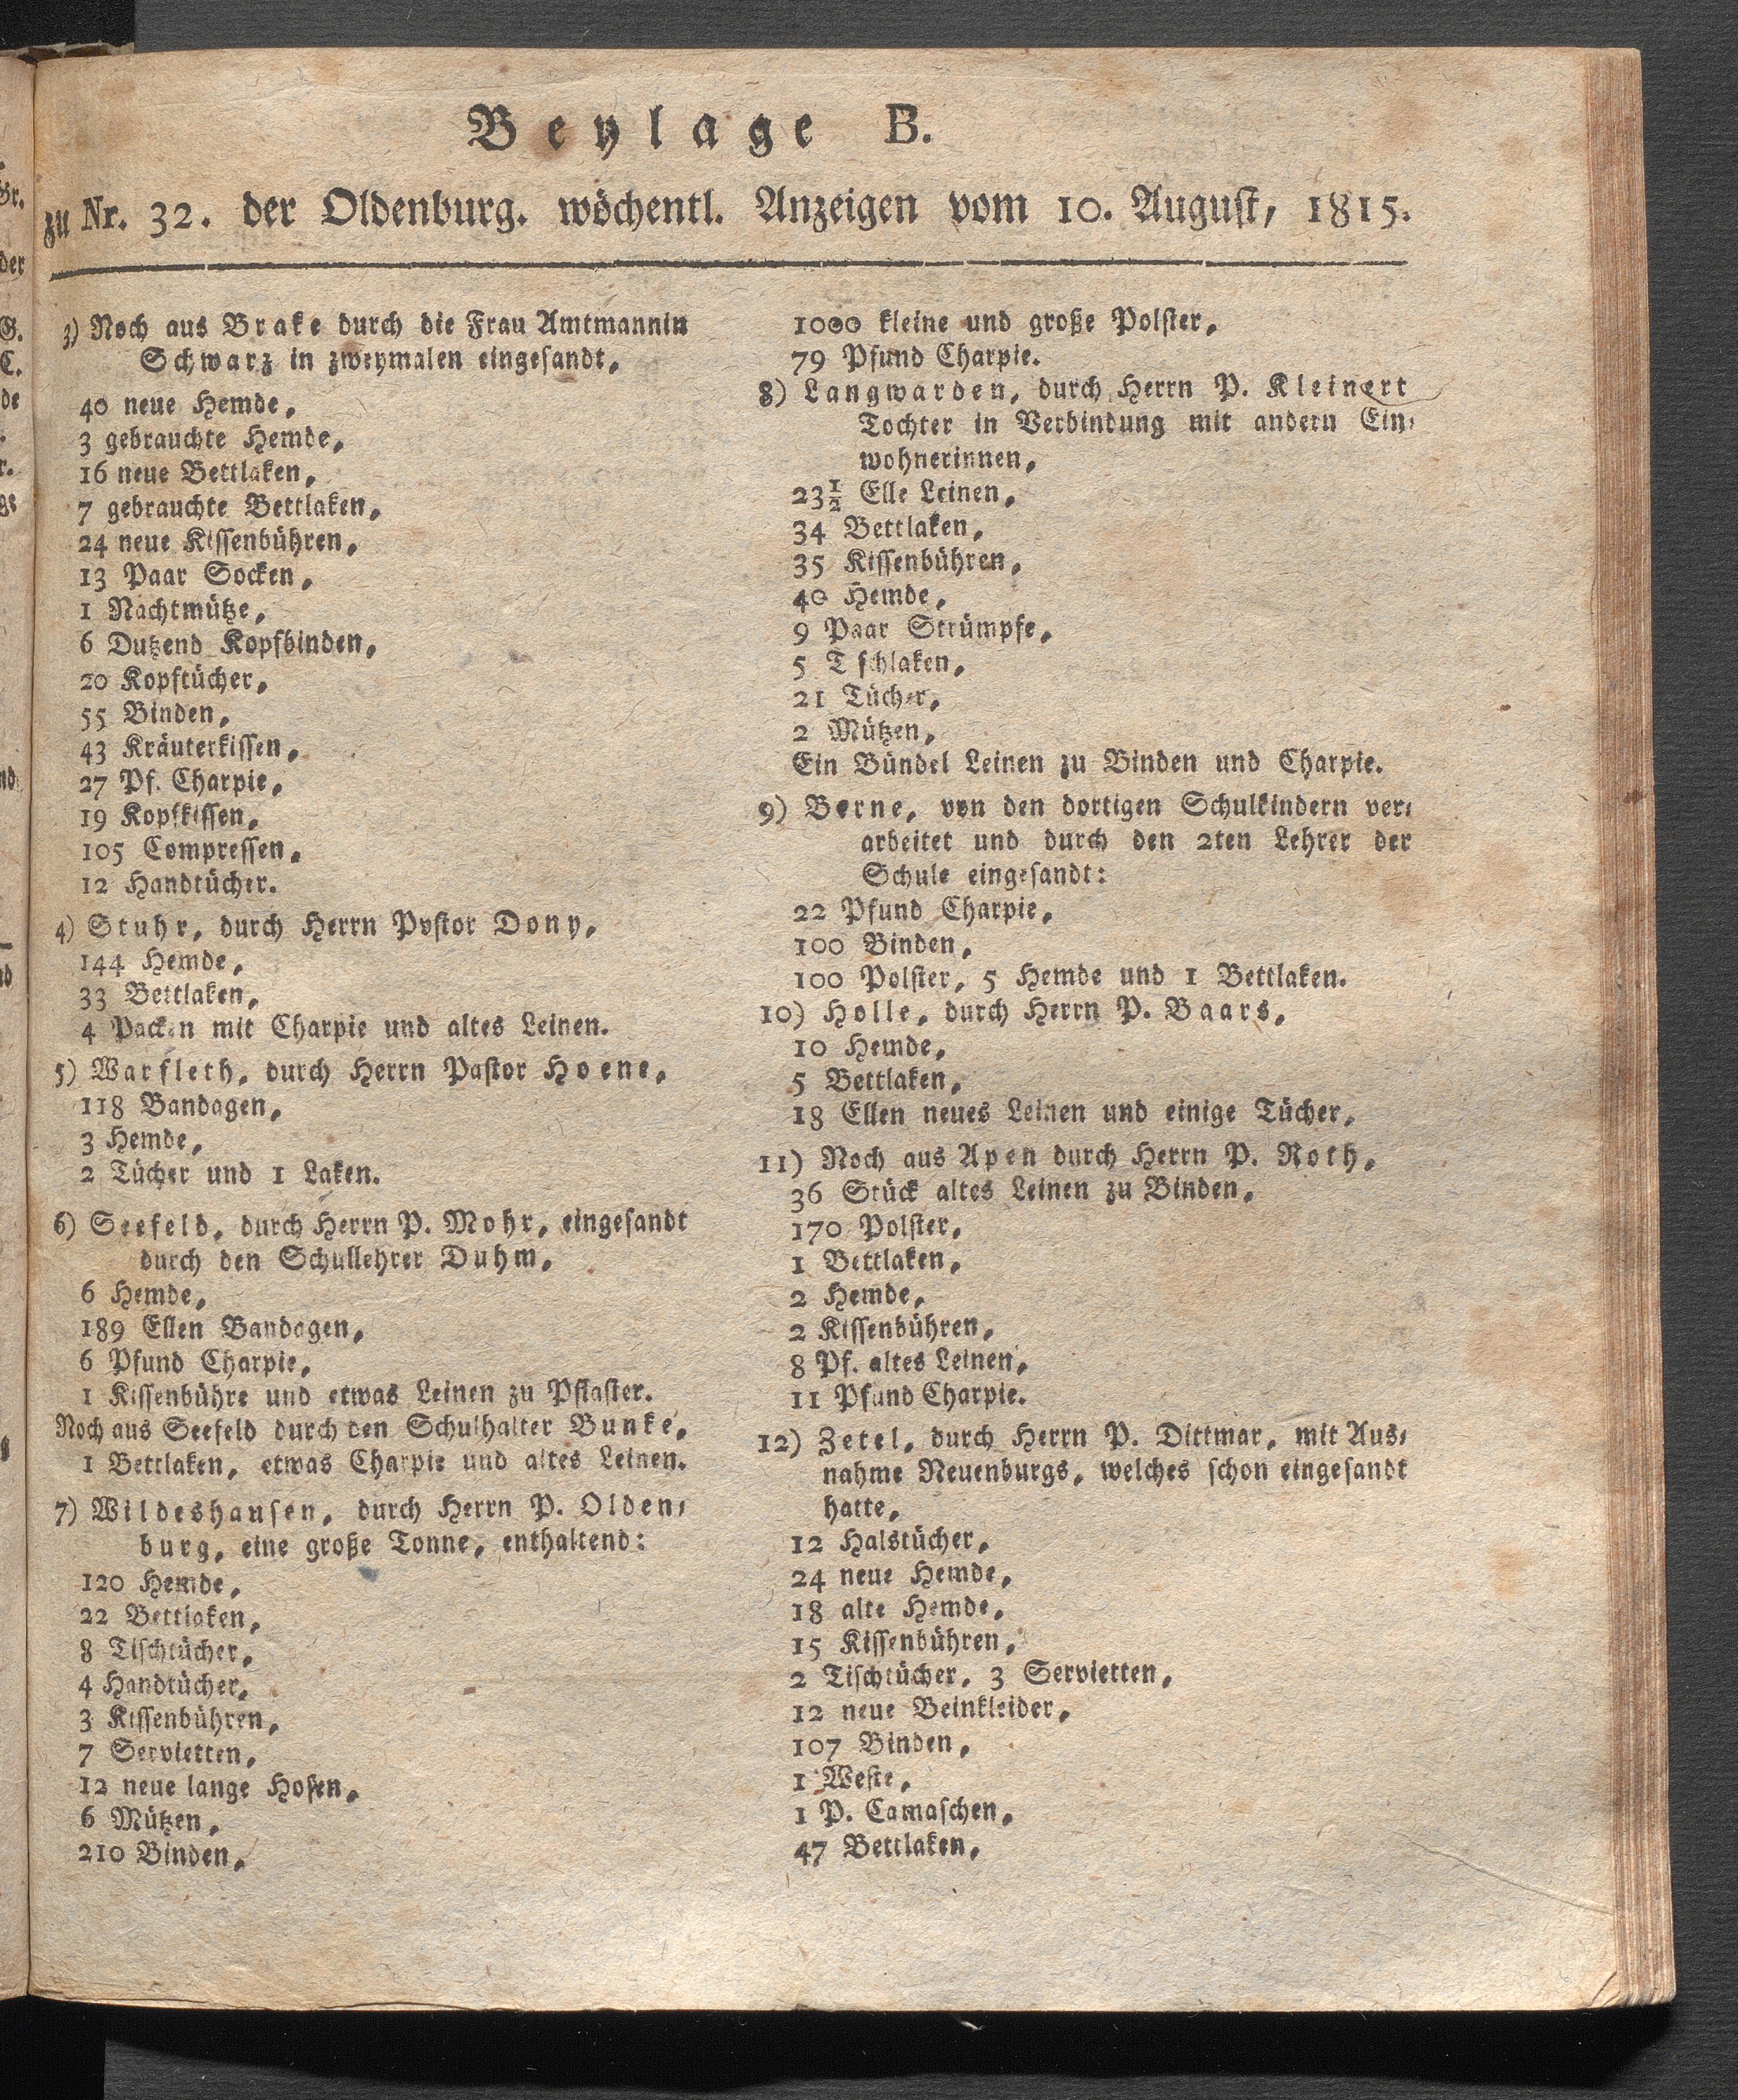 Beylage B.
zu Nr. 32. der Oldenburg. wöchentl. Anzeigen vom 10. August, 1815.
3) Noch aus Brake durch die Frau Amtmannin
Schwarz in zweymalen eingesandt,
40 neue Hemde,
3 gebrauchte Hemde,
16 neue Bettlaken,
7 gebrauchte Bettlaken,
24 neue Kissenbühren,
13 Paar Socken,
1 Nachtmütze,
6 Dutzend Kopfbinden,
20 Kopftücher,
55 Binden,
43 Kräuterkissen,
27 Pf. Charpie,
19 Kopfkissen,
105 Compressen,
12 Handtücher.
4) Stuhr, durch Herrn Pystor Dony,
144 Hemde,
33 Bettlaken,
4 Packen mit Charpie und altes Leinen.
5) Warfleth, durch Herrn Pastor Hoene,
118 Bandagen,
3 Hemde,
2 Tücher und 1 Laken.
6) Seefeld, durch Herrn P. Mohr, eingesandt
durch den Schullehrer Duhm,
6 Hemde,
189 Ellen Bandagen,
6 Pfund Charpie,
1 Kissenbühre und etwas Leinen zu Pflaster.
Noch aus Seefeld durch den Schulhalter Bunke,
1 Bettlaken, etwas Charpie und altes Leinen.
7) Wildeshausen, durch Herrn P. Olden-
burg, eine große Tonne, enthaltend:
120 Hemde,
22 Bettlaken,
8 Tischtücher,
4 Handtücher,
3 Kissenbühren,
7 Servietten,
12 neue lange Hosen,
6 Mützen,
210 Binden,
1000 kleine und große Polster,
79 Pfund Charpie.
8) Langwarden, durch Herrn P. Kleinert
Tochter in Verbindung mit andern Ein-
wohnerinnen,
23½ Elle Leinen,
34 Bettlaken,
35 Kissenbühren,
40 Hemde,
9 Paar Strümpfe,
5 T schlaken,
21 Tücher,
2 Mützen,
Ein Bündel Leinen zu Binden und Charpie.
9) Berne, von den dortigen Schulkindern ver-
arbeitet und durch den 2ten Lehrer der
Schule eingesandt:
22 Pfund Charpie,
100 Binden,
100 Polster, 5 Hemde und 1 Bettlaken.
10) Holle, durch Herrn P. Baars,
10 Hemde,
5 Bettlaken,
18 Ellen neues Leinen und einige Tücher,
11) Noch aus Apen durch Herrn P. Roth,
36 Stück altes Leinen zu Binden,
170 Polster,
1 Bettlaken,
2 Hemde,
2 Kissenbühren,
8 Pf. altes Leinen,
11 Pfund Charpie.
12) Zetel, durch Herrn P. Dittmar, mit Aus-
nahme Neuenburgs, welches schon eingesandt
hatte,
12 Halstücher,
24 neue Hemde,
18 alte Hemde,
15 Kissenbühren,
2 Tischtücher, 3 Servietten,
12 neue Beinkleider,
107 Binden,
1 Weste,
1 P. Camaschen,
47 Bettlaken,